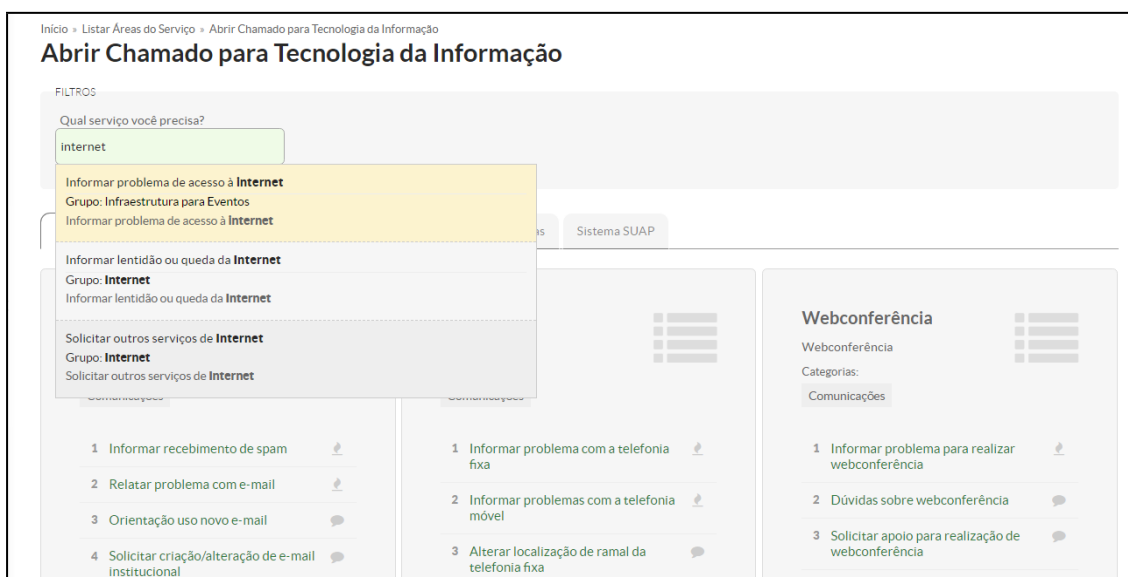 Início » Listar Áreas do Serviço » Abrir Chamado para Tecnologia da Informação
Abrir Chamado para Tecnologia da Informação
FILTROS
Qual serviço você precisa?
internet
Informar problema de acesso à Internet
Grupo: Infraestrutura para Eventos
Informar problema de acesso à Internet
Informar lentidão ou queda da Internet
Grupo: Internet
Informar lentidão ou queda da Internet
Solicitar outros serviços de Internet
Grupo: Internet
Solicitar outros serviços de Internet
Sistema SUAP
Comunicações
1 Informar recebimento de spam
2 Relatar problema com e-mail
3 Orientação uso novo e-mail
4 Solicitar criação/alteração de e-mail
institucional
Comunicações
1 Informar problema com a telefonia
fixa
2 Informar problemas com a telefonia
móvel
3 Alterar localização de ramal da
telefonia fixa
Webconferência
Webconferência
Categorias:
Comunicações
1 Informar problema para realizar
webconferência
2 Dúvidas sobre webconferência
3 Solicitar apoio para realização de
webconferência